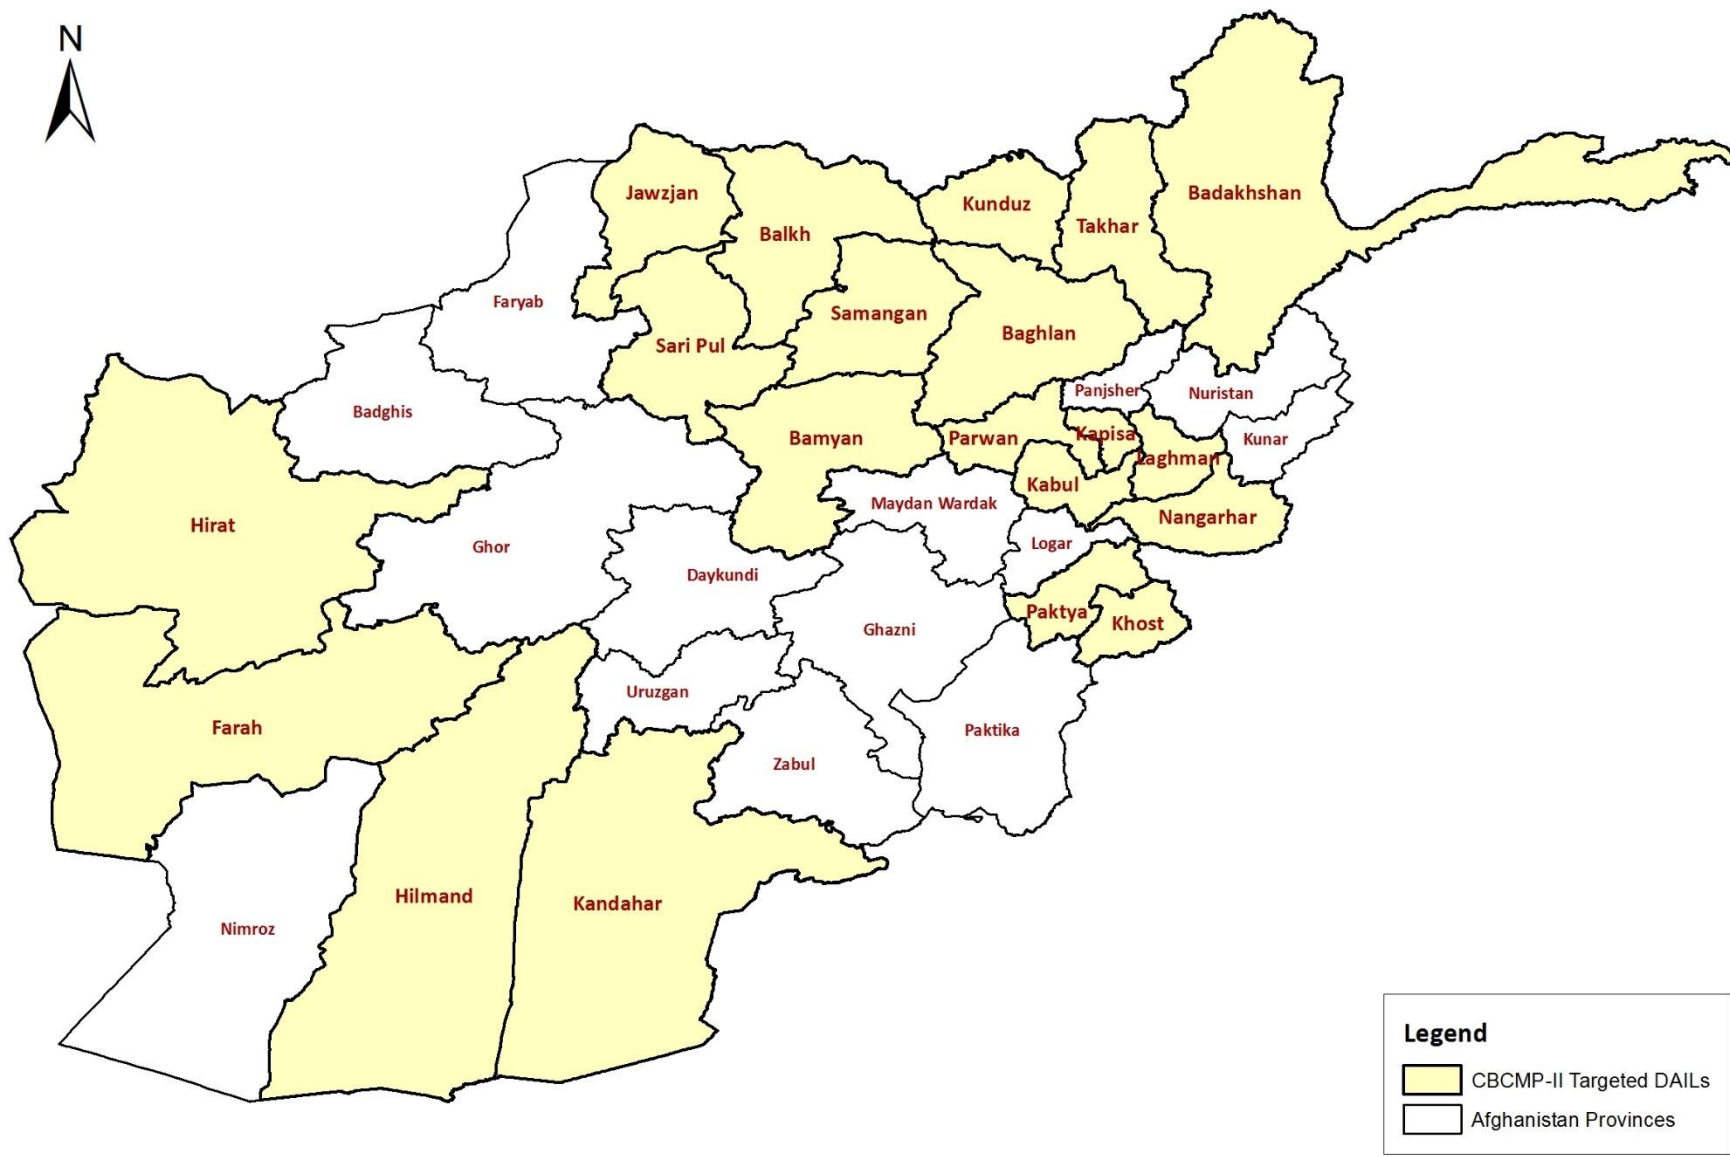 N
Jawzjan
Balkh
Kunduz
Takhar
Badakhshan
Faryab
Sari Pul
Samangan
Baghlan
Badghis
Bamyan
Parwan
Panjsher
Kapisa
Nuristan
Kunar
Laghman
Kabul
Nangarhar
Hirat
Ghor
Maydan Wardak
Logar
Daykundi
Ghazni
Paktya
Khost
Farah
Uruzgan
Zabul
Paktika
Nimroz
Hilmand
Kandahar
Legend
CBCMP-II Targeted DAILs
Afghanistan Provinces